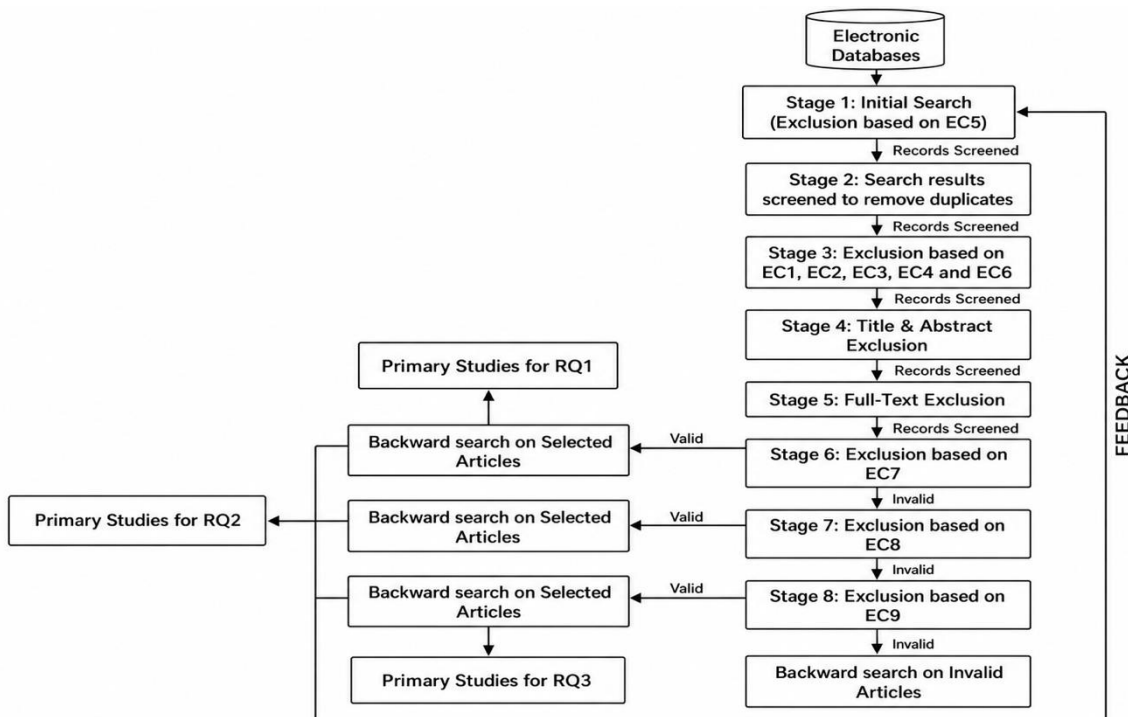 Electronic
Databases
Stage 1: Initial Search
(Exclusion based on EC5)
Records Screened
Stage 2: Search results
screened to remove duplicates
Records Screened
Stage 3: Exclusion based on
EC1, EC2, EC3, EC4 and EC6
Records Screened
Stage 4: Title & Abstract
Exclusion
Records Screened
Stage 5: Full-Text Exclusion
Records Screened
Stage 6: Exclusion based on
EC7
Valid
Backward search on Selected
Articles
Primary Studies for RQ1
Invalid
Stage 7: Exclusion based on
EC8
Valid
Backward search on Selected
Articles
Primary Studies for RQ2
Invalid
Stage 8: Exclusion based on
EC9
Valid
Backward search on Selected
Articles
Primary Studies for RQ3
Invalid
Backward search on Invalid
Articles
FEEDBACK